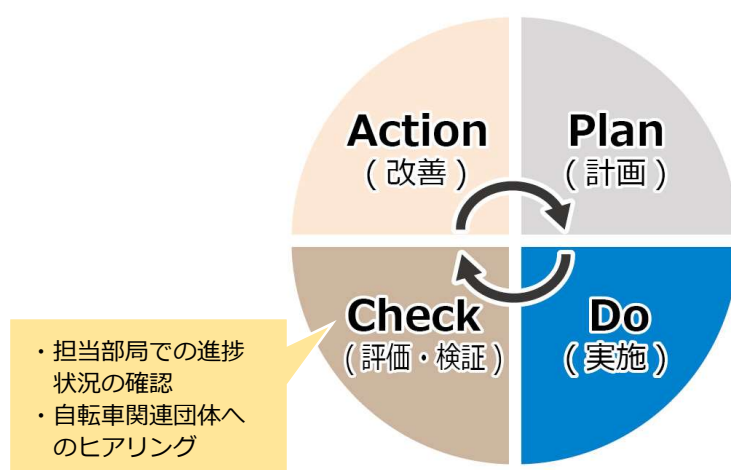 Action
(改善)
Plan
(計画)
Check
(評価・検証)
Do
(実施)
・担当部局での進捗
状況の確認
・自転車関連団体へ
のヒアリング